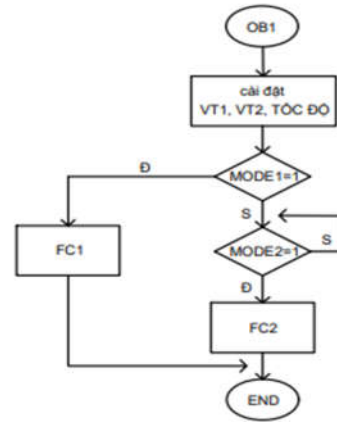 OB1
cài đặt
VT1, VT2, TỐC ĐỘ
MODE1=1
Đ
S
MODE2=1
S
Đ
FC1
FC2
END